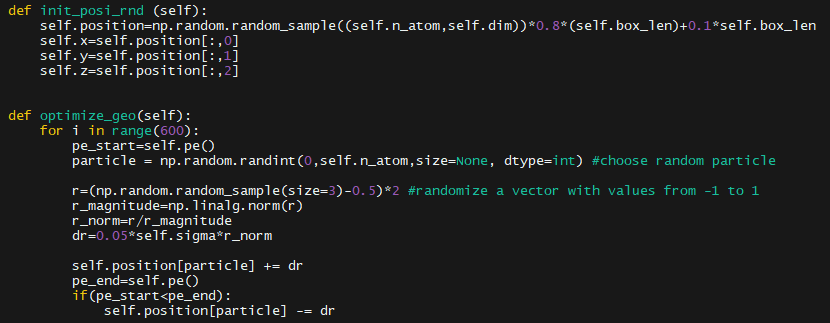 def init_posi_rnd (self):
    self.position=np.random.random_sample((self.n_atom,self.dim))*0.8*(self.box_len)+0.1*self.box_len
    self.x=self.position[:,0]
    self.y=self.position[:,1]
    self.z=self.position[:,2]
def optimize_geo(self):
    for i in range(600):
        pe_start=self.pe()
        particle = np.random.randint(0,self.n_atom,size=None, dtype=int) #choose random particle
        r=(np.random.random_sample(size=3)-0.5)*2 #randomize a vector with values from -1 to 1
        r_magnitude=np.linalg.norm(r)
        r_norm=r/r_magnitude
        dr=0.05*self.sigma*r_norm
        self.position[particle] += dr
        pe_end=self.pe()
        if(pe_start<pe_end):
            self.position[particle] -= dr